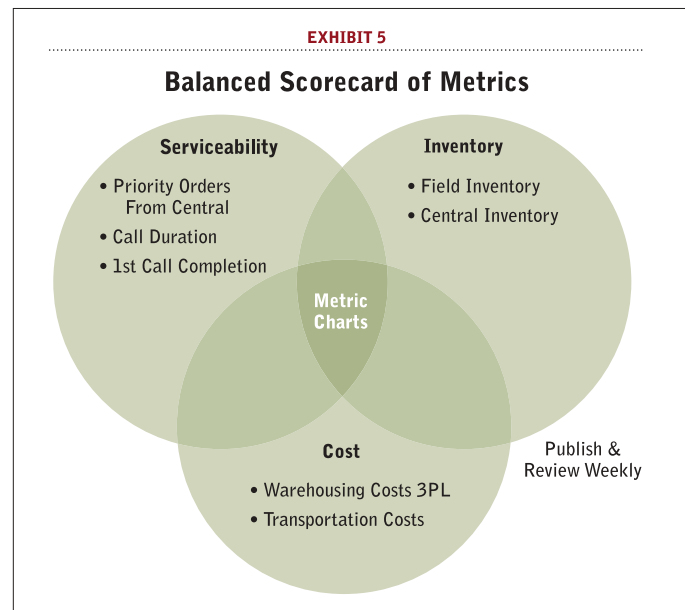 EXHIBIT 5
Balanced Scorecard of Metrics
Serviceability
• Priority Orders
From Central
• Call Duration
• 1st Call Completion
Inventory
• Field Inventory
• Central Inventory
Metric
Charts
Cost
• Warehousing Costs 3PL
• Transportation Costs
Publish &
Review Weekly